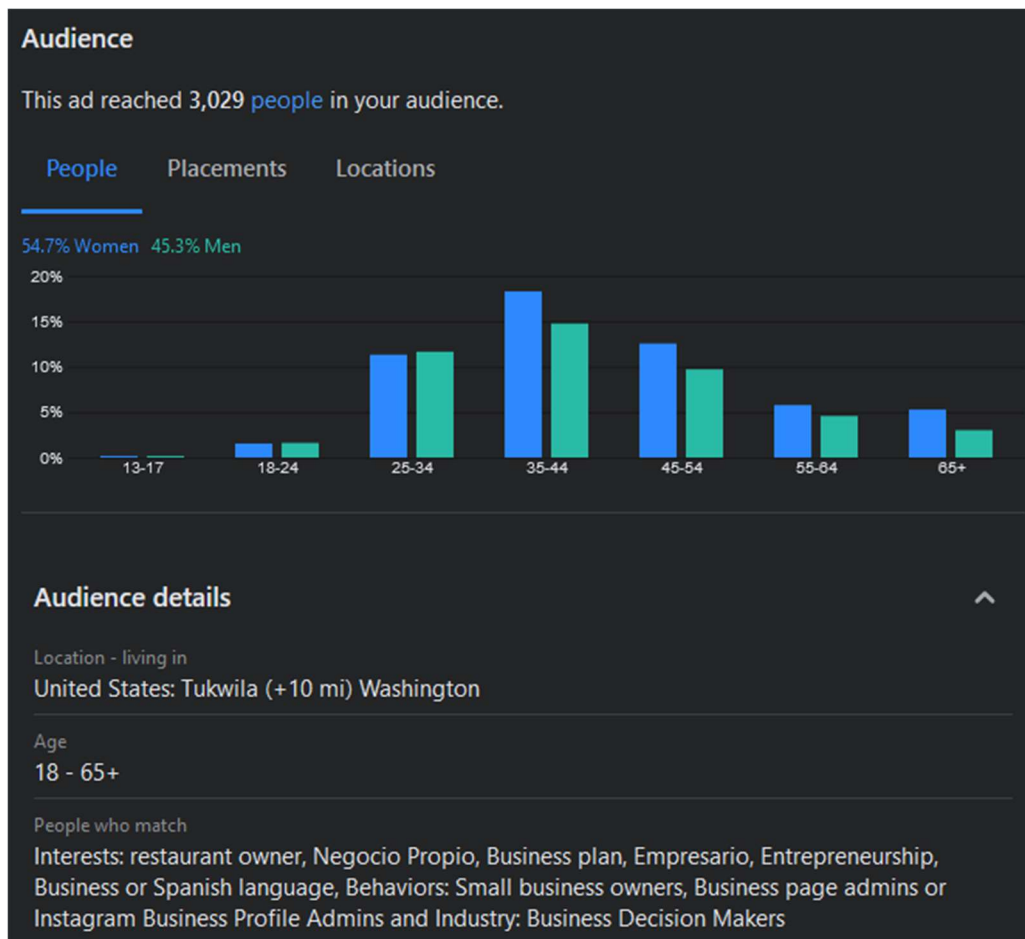 Audience
This ad reached 3,029 people in your audience.
People Placements Locations
54.7% Women 45.3% Men
20%
15%
10%
5%
0%
13-17 18-24 25-34 35-44 45-54 55-64 65+
Audience details
Location - living in
United States: Tukwila (+10 mi) Washington
Age
18 - 65+
People who match
Interests: restaurant owner, Negocio Propio, Business plan, Empresario, Entrepreneurship,
Business or Spanish language, Behaviors: Small business owners, Business page admins or
Instagram Business Profile Admins and Industry: Business Decision Makers